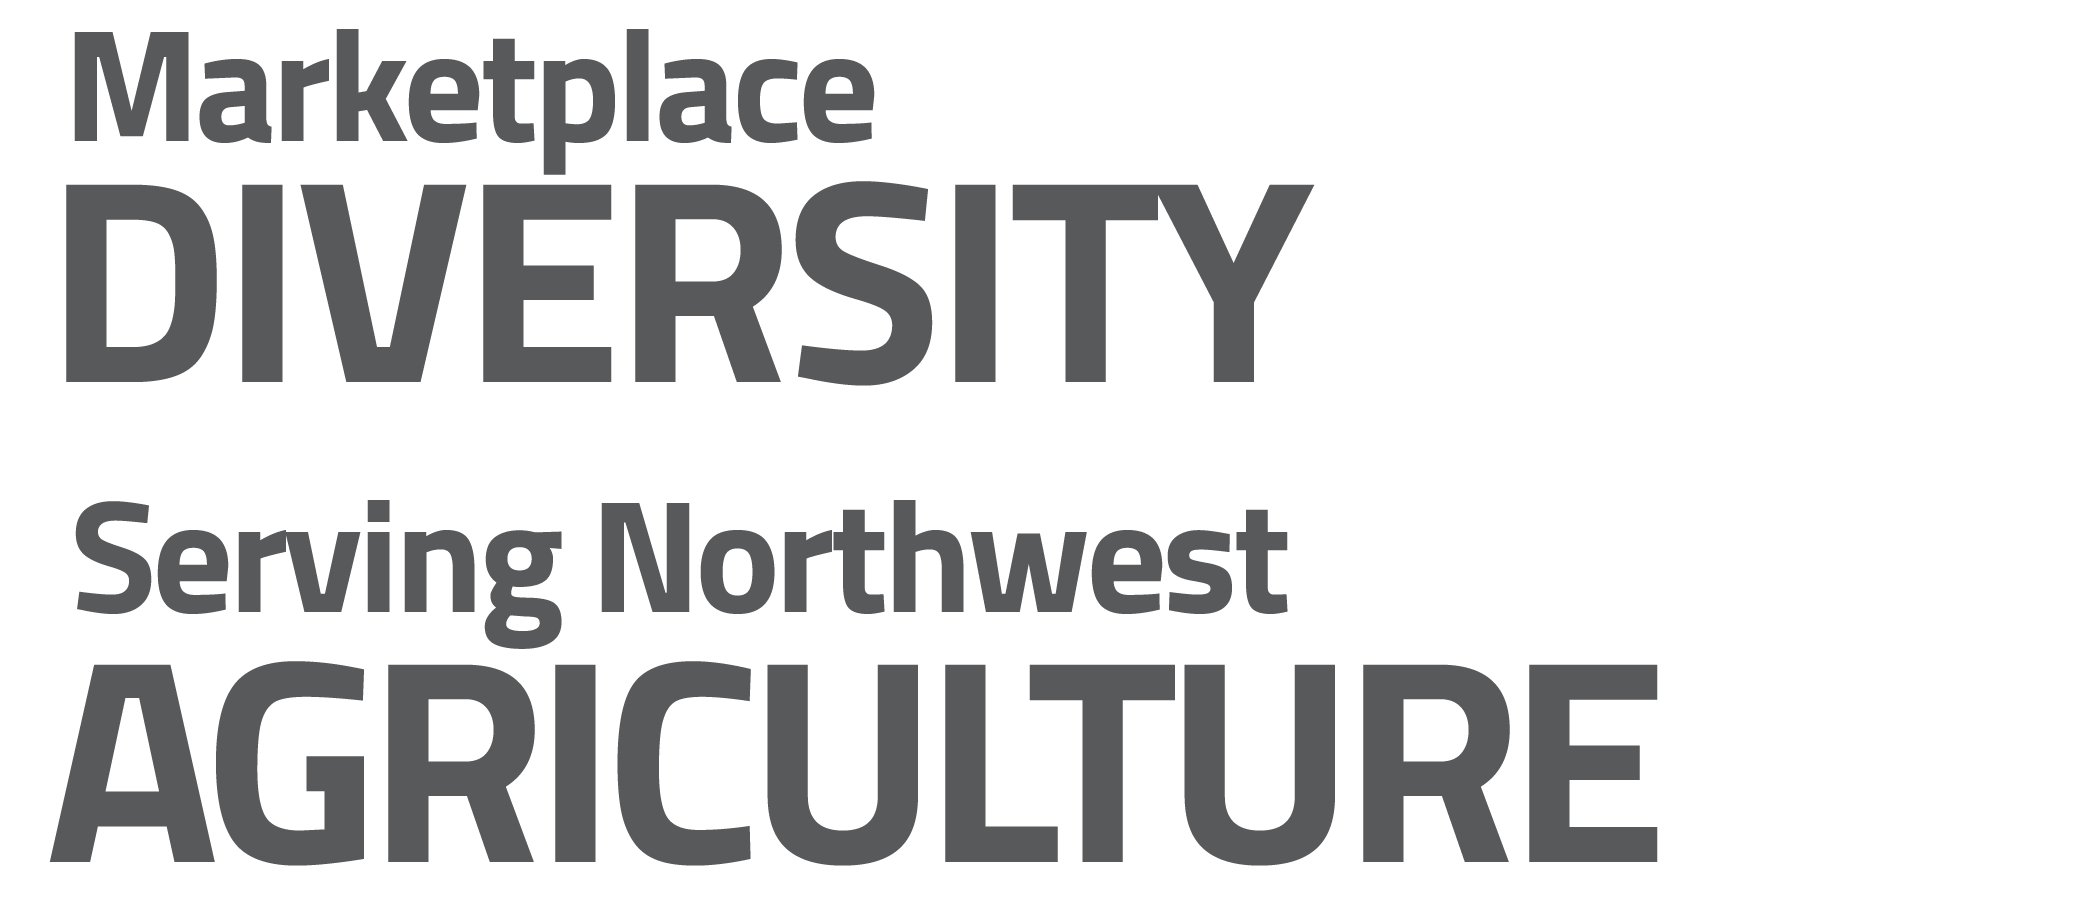 Marketplace
DIVERSITY
Serving Northwest
AGRICULTURE